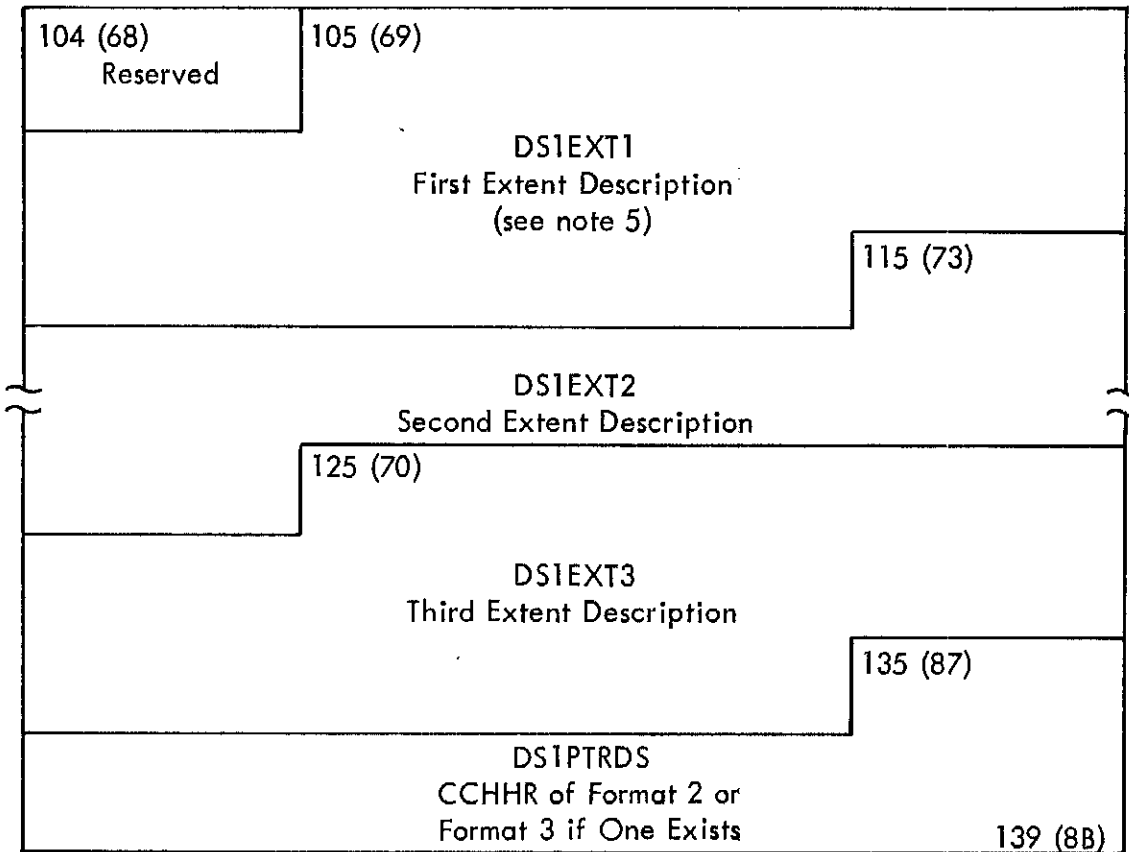 104 (68)
Reserved
105 (69)
DS1EXT1
First Extent Description
(see note 5)
115 (73)
DS1EXT2
Second Extent Description
125 (70)
DS1EXT3
Third Extent Description
135 (87)
DS1PTRDS
CCHHR of Format 2 or
Format 3 if One Exists
139 (8B)